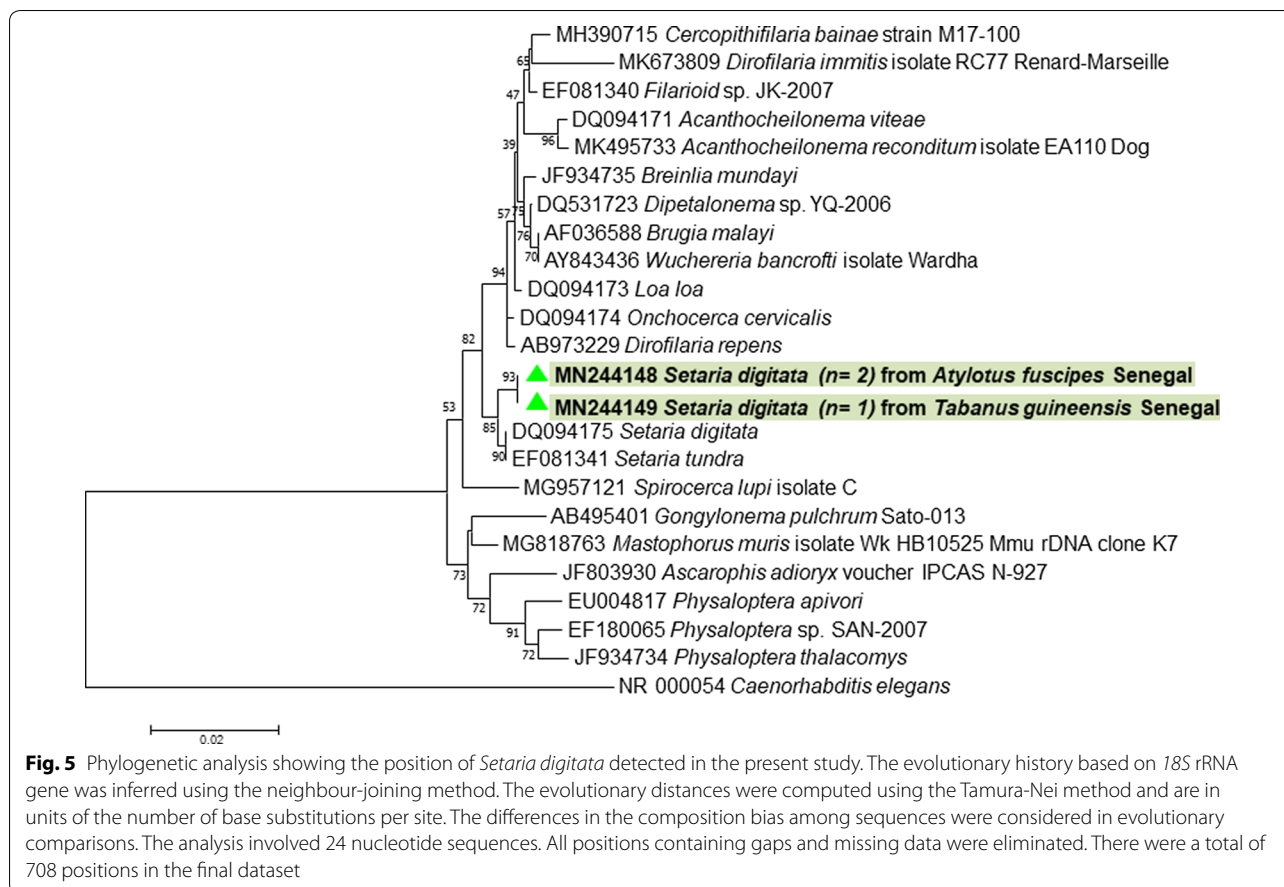 MH390715 Cercopithifilaria bainae strain M17-100
65
MK673809 Dirofilaria immitis isolate RC77 Renard-Marseille
47
EF081340 Filarioid sp. JK-2007
DQ094171 Acanthocheilonema viteae
39
96
MK495733 Acanthocheilonema reconditum isolate EA110 Dog
JF934735 Breinlia mundayi
57
75
DQ531723 Dipetalonema sp. YQ-2006
76
AF036588 Brugia malayi
70
AY843436 Wuchereria bancrofti isolate Wardha
94
DQ094173 Loa loa
DQ094174 Onchocerca cervicalis
82
AB973229 Dirofilaria repens
93
MN244148 Setaria digitata (n= 2) from Atylotus fuscipes Senegal
53
MN244149 Setaria digitata (n= 1) from Tabanus guineensis Senegal
85
DQ094175 Setaria digitata
90
EF081341 Setaria tundra
MG957121 Spirocerca lupi isolate C
AB495401 Gongylonema pulchrum Sato-013
MG818763 Mastophorus muris isolate Wk HB10525 Mmu rDNA clone K7
73
JF803930 Ascarophis adioryx voucher IPCAS N-927
72
EU004817 Physaloptera apivori
91
EF180065 Physaloptera sp. SAN-2007
72
JF934734 Physaloptera thalacomys
NR 000054 Caenorhabditis elegans
0.02
Fig. 5 Phylogenetic analysis showing the position of Setaria digitata detected in the present study. The evolutionary history based on 18S rRNA
gene was inferred using the neighbour-joining method. The evolutionary distances were computed using the Tamura-Nei method and are in
units of the number of base substitutions per site. The differences in the composition bias among sequences were considered in evolutionary
comparisons. The analysis involved 24 nucleotide sequences. All positions containing gaps and missing data were eliminated. There were a total of
708 positions in the final dataset